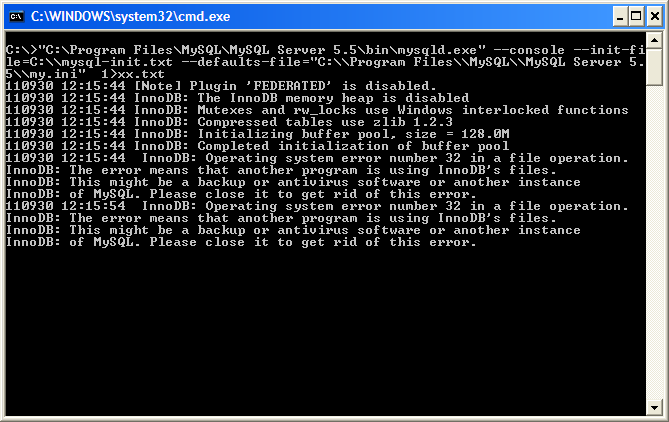 C:\WINDOWS\system32\cmd.exe
C:\>"C:\Program Files\MySQL\MySQL Server 5.5\bin\mysqld.exe" --console --init-fi
le=C:\\mysql-init.txt --defaults-file="C:\\Program Files\\MySQL\\MySQL Server 5.
5\\my.ini"  1>xx.txt
110930 12:15:44 [Note] Plugin 'FEDERATED' is disabled.
110930 12:15:44 InnoDB: The InnoDB memory heap is disabled
110930 12:15:44 InnoDB: Mutexes and rw_locks use Windows interlocked functions
110930 12:15:44 InnoDB: Compressed tables use zlib 1.2.3
110930 12:15:44 InnoDB: Initializing buffer pool, size = 128.0M
110930 12:15:44 InnoDB: Completed initialization of buffer pool
110930 12:15:44  InnoDB: Operating system error number 32 in a file operation.
InnoDB: The error means that another program is using InnoDB's files.
InnoDB: This might be a backup or antivirus software or another instance
InnoDB: of MySQL. Please close it to get rid of this error.
110930 12:15:54  InnoDB: Operating system error number 32 in a file operation.
InnoDB: The error means that another program is using InnoDB's files.
InnoDB: This might be a backup or antivirus software or another instance
InnoDB: of MySQL. Please close it to get rid of this error.